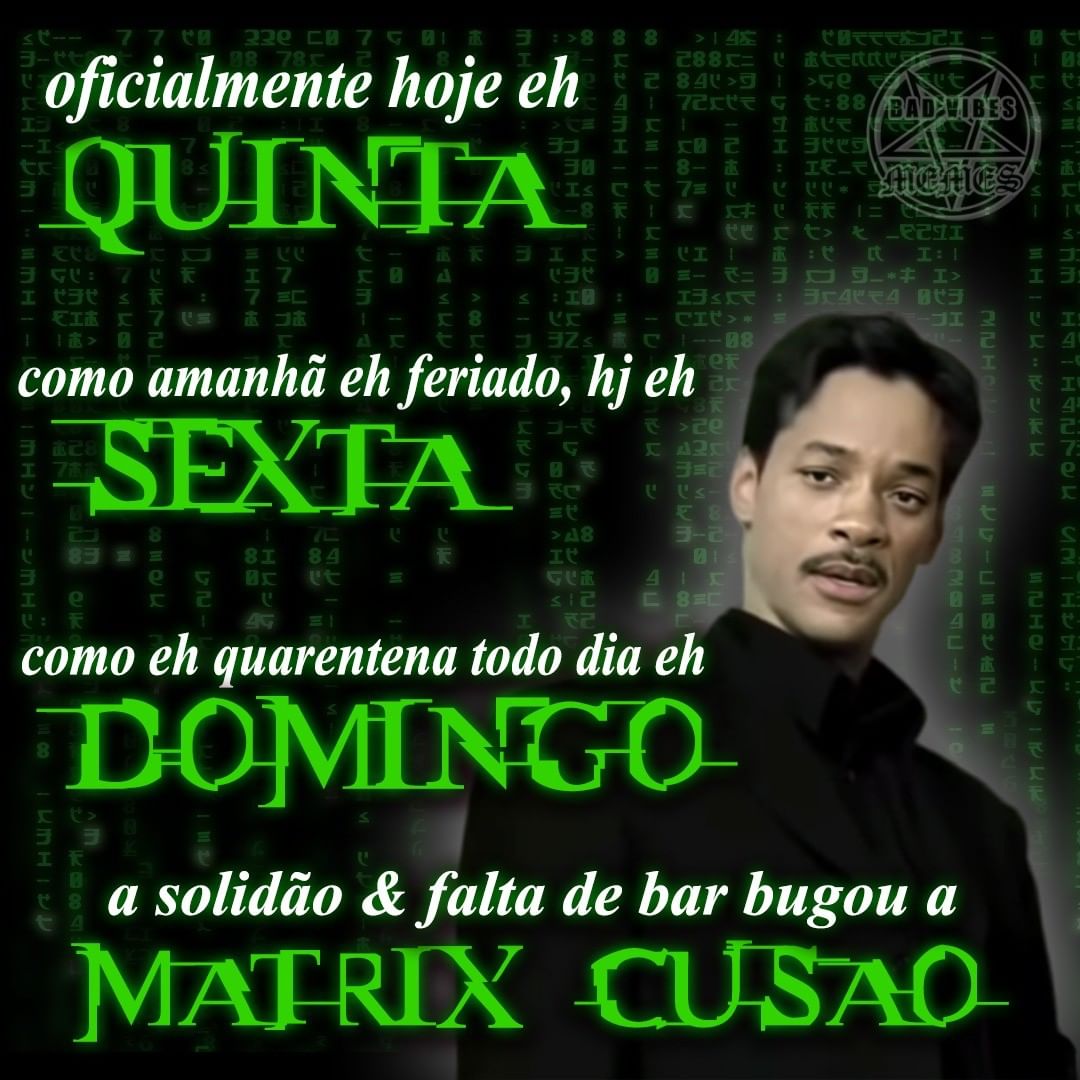 oficialmente hoje eh
QUINTA
BAD VIBES
MEMES
como amanhã eh feriado, hj eh
SEXTA
como eh quarentena todo dia eh
DOMINGO
a solidão & falta de bar bugou a
MATRIX CUSAO